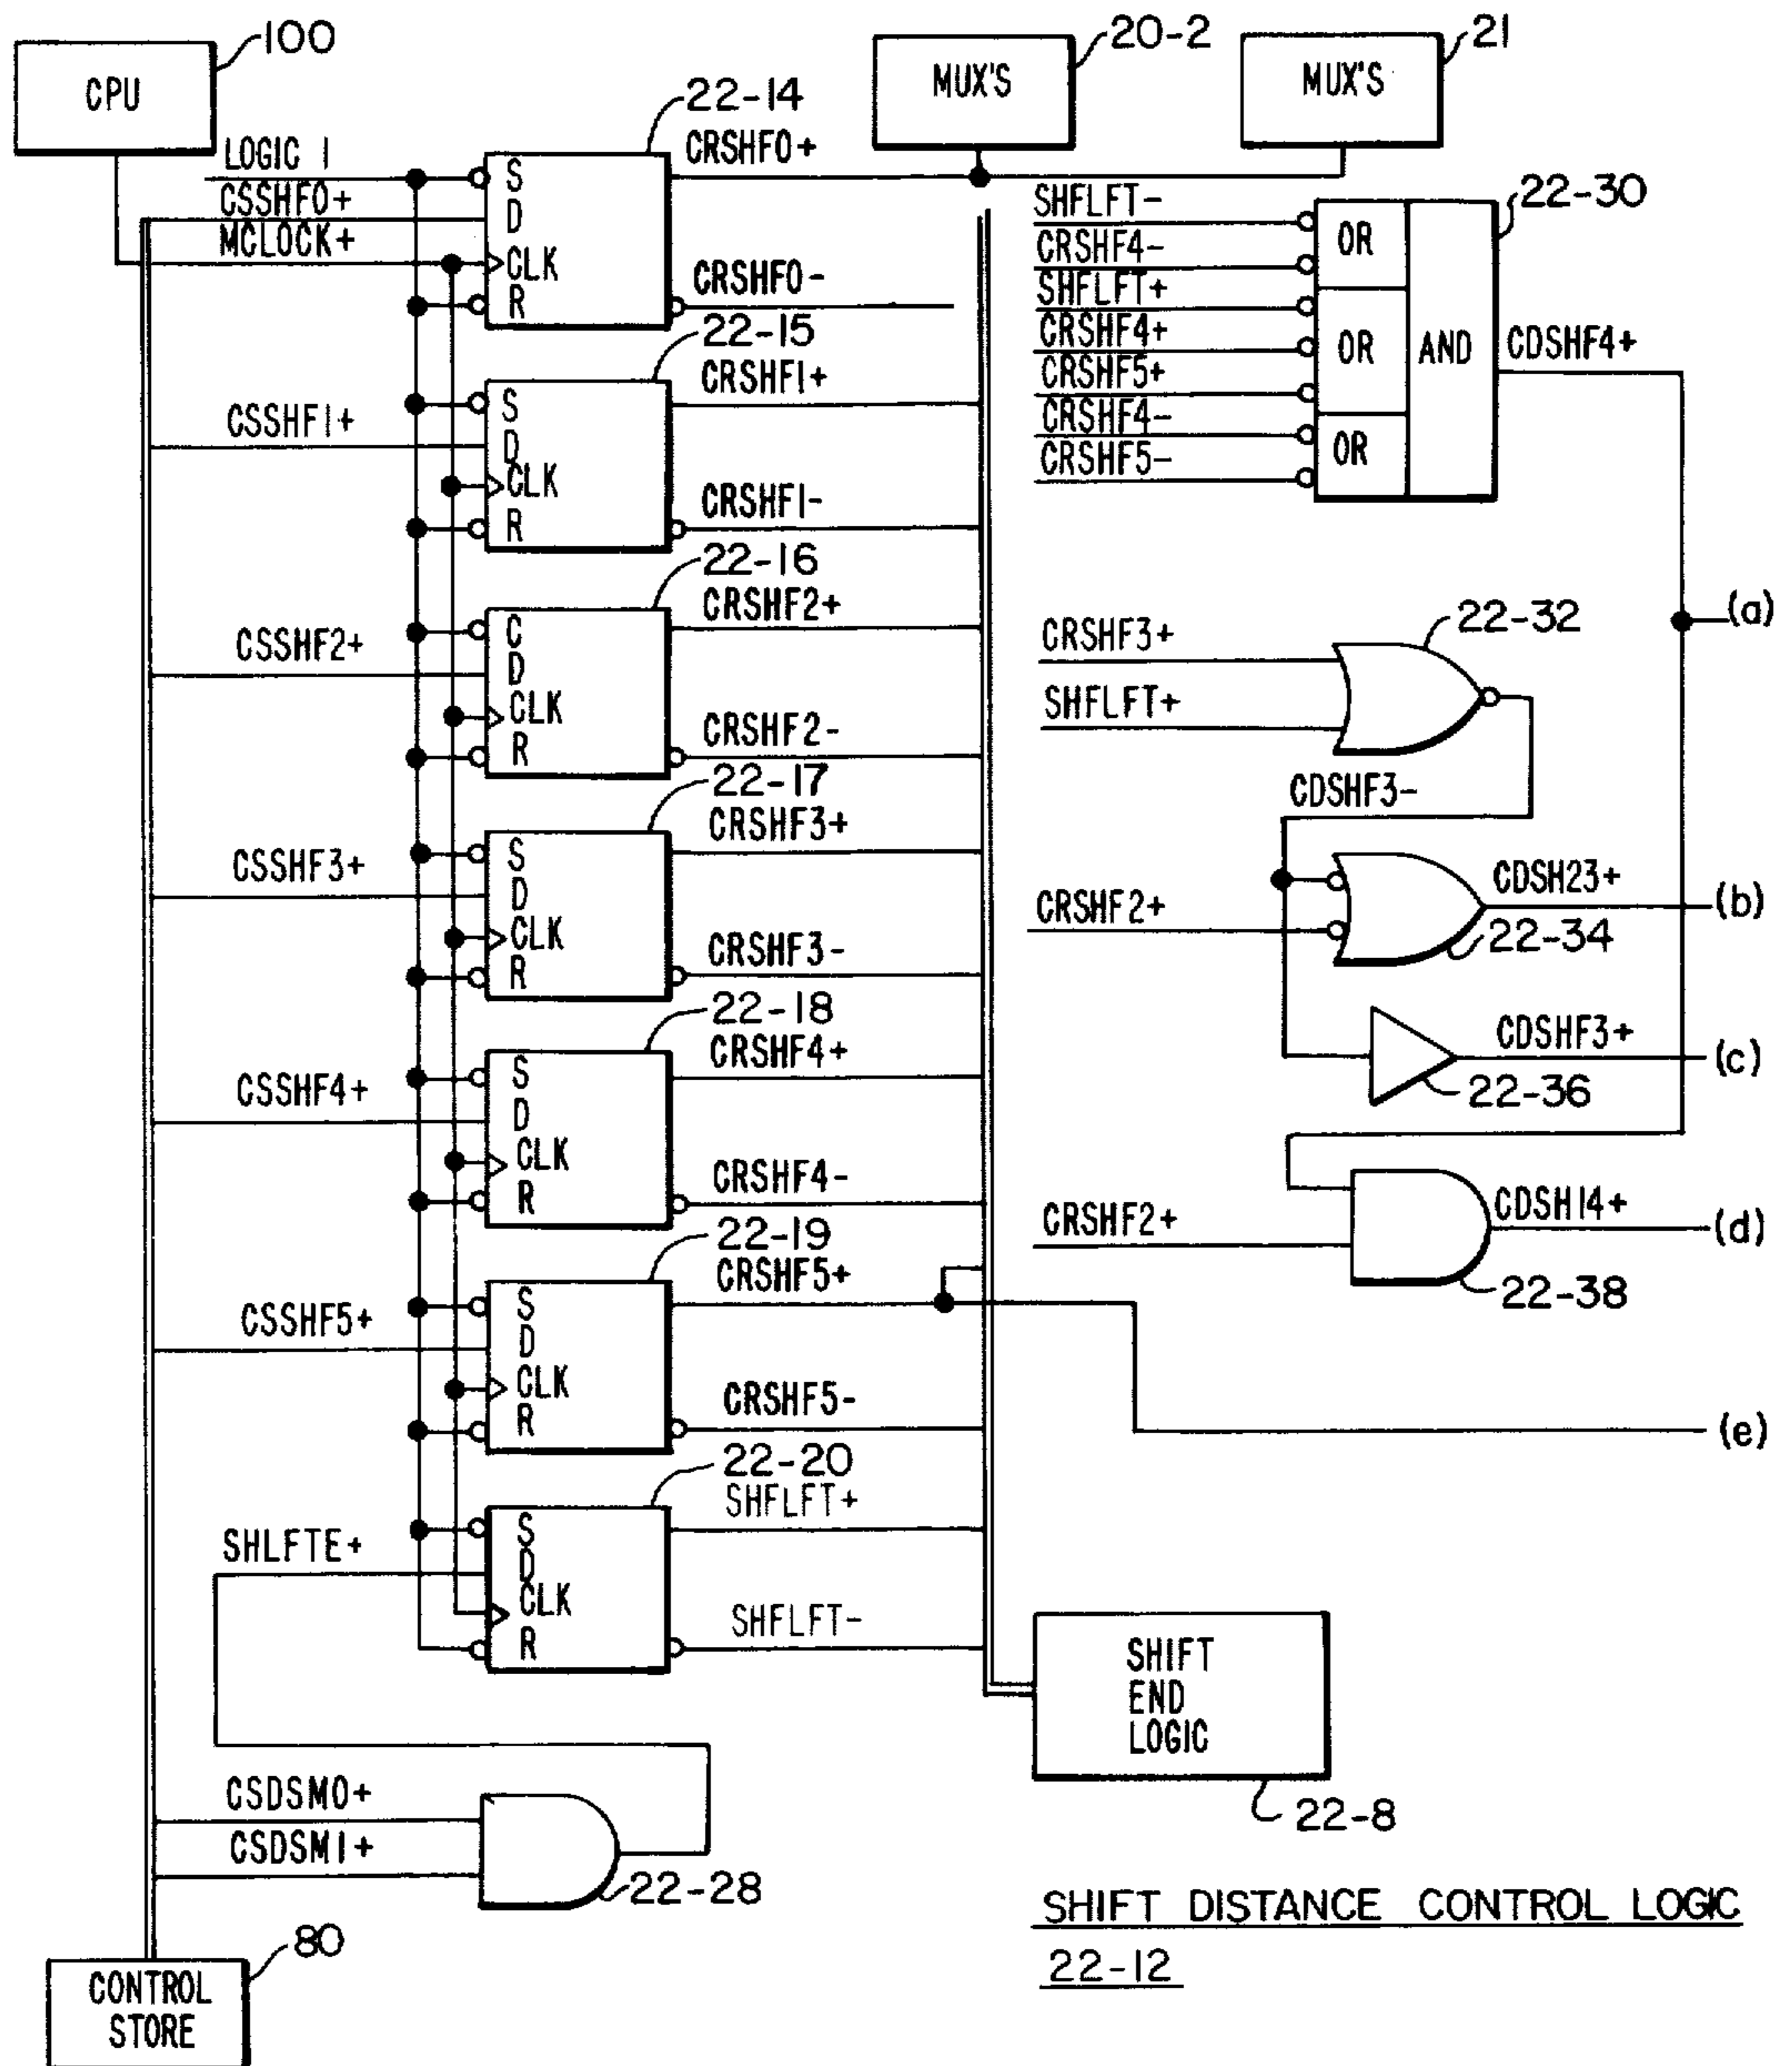 100
CPU
LOGIC 1
CSSHF0+
MCLOCK+
22-14
S
D
CLK
R
CRSHF0+
CRSHF0-
20-2
MUX'S
21
MUX'S
22-15
CSSHF1+
S
D
CLK
R
CRSHF1+
CRSHF1-
22-16
CSSHF2+
C
D
CLK
R
CRSHF2+
CRSHF2-
22-17
CSSHF3+
S
D
CLK
R
CRSHF3+
CRSHF3-
22-18
CSSHF4+
S
D
CLK
R
CRSHF4+
CRSHF4-
22-19
CSSHF5+
S
D
CLK
R
CRSHF5+
CRSHF5-
22-20
SHLFTE+
S
D
CLK
R
SHFLFT+
SHFLFT-
CSDSM0+
CSDSM1+
22-28
80
CONTROL
STORE
22-30
SHFLFT-
CRSHF4-
SHFLFT+
CRSHF4+
CRSHF5+
CRSHF4-
CRSHF5-
OR
OR
OR
AND
CDSHF4+
(a)
CRSHF3+
SHFLFT+
22-32
CDSHF3-
CRSHF2+
CDSH23+
(b)
22-34
CDSHF3+
(c)
22-36
CRSHF2+
CDSH14+
(d)
22-38
(e)
SHIFT
END
LOGIC
22-8
SHIFT DISTANCE CONTROL LOGIC
22-12